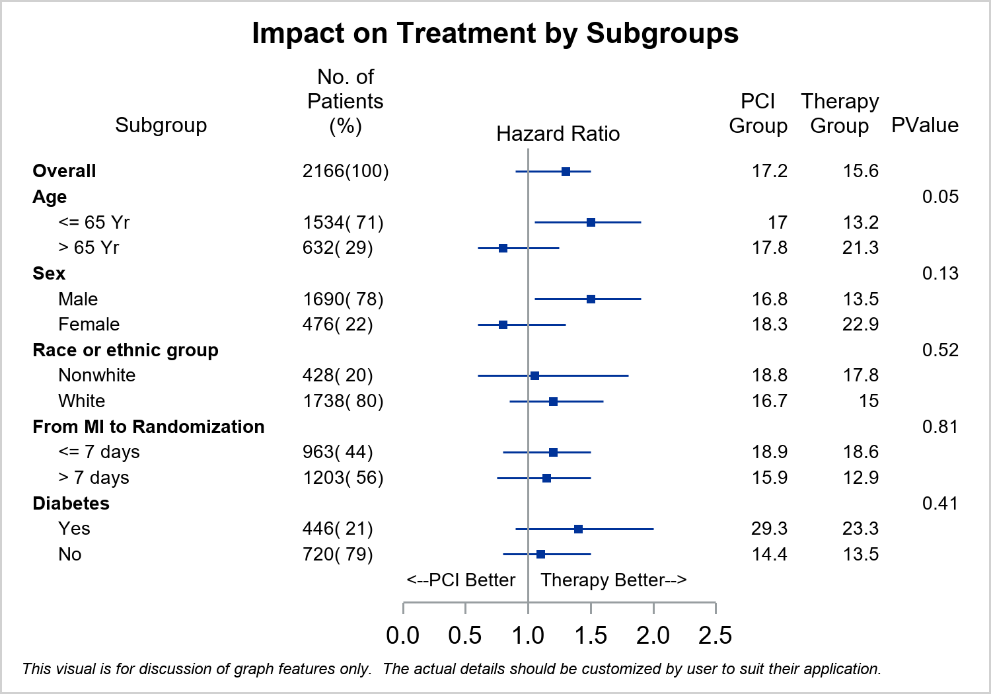 Impact on Treatment by Subgroups
Subgroup No. of Patients (%) Hazard Ratio PCI Group Therapy Group PValue
Overall 2166(100) 17.2 15.6
Age 0.05
<= 65 Yr 1534( 71) 17 13.2
> 65 Yr 632( 29) 17.8 21.3
Sex 0.13
Male 1690( 78) 16.8 13.5
Female 476( 22) 18.3 22.9
Race or ethnic group 0.52
Nonwhite 428( 20) 18.8 17.8
White 1738( 80) 16.7 15
From MI to Randomization 0.81
<= 7 days 963( 44) 18.9 18.6
> 7 days 1203( 56) 15.9 12.9
Diabetes 0.41
Yes 446( 21) 29.3 23.3
No 720( 79) 14.4 13.5
<--PCI Better Therapy Better-->
0.0 0.5 1.0 1.5 2.0 2.5
This visual is for discussion of graph features only. The actual details should be customized by user to suit their application.